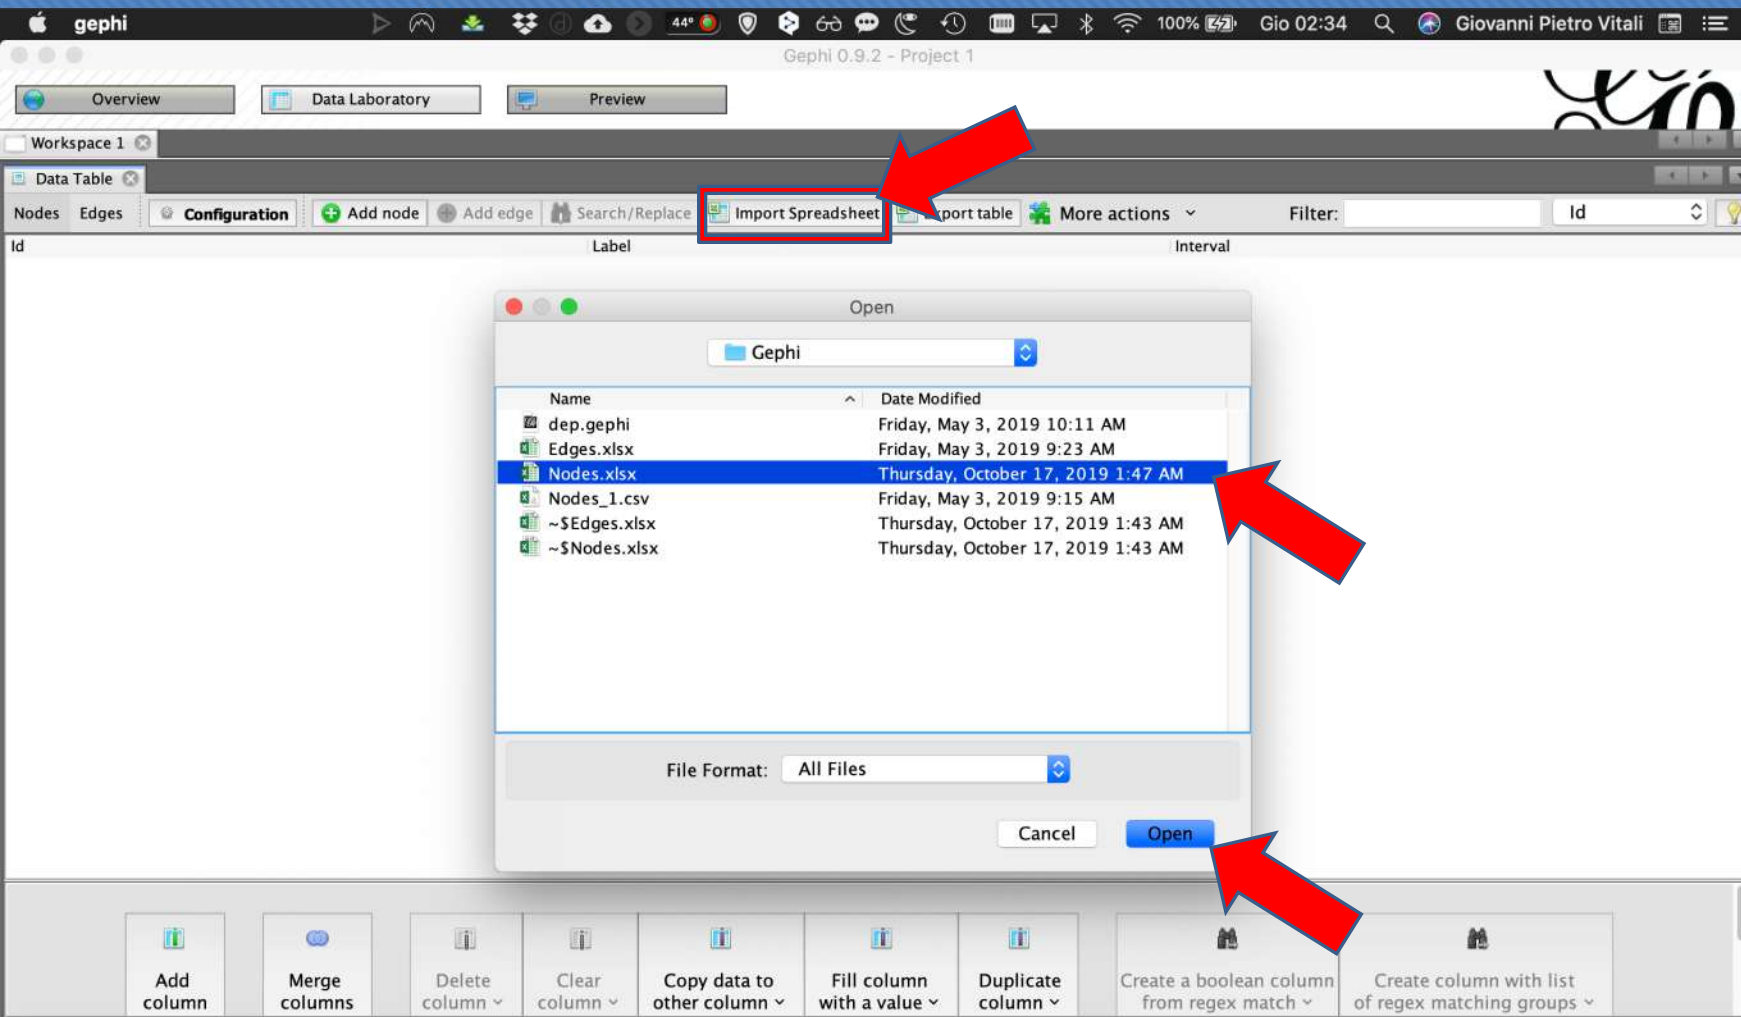 gephi 44° 100% Gio 02:34 Giovanni Pietro Vitali
Gephi 0.9.2 - Project 1
Overview Data Laboratory Preview
Workspace 1
Data Table
Nodes Edges Configuration Add node Add edge Search/Replace Import Spreadsheet port table More actions Filter: Id
Id Label Interval
Open
Gephi
Name Date Modified
dep.gephi Friday, May 3, 2019 10:11 AM
Edges.xlsx Friday, May 3, 2019 9:23 AM
Nodes.xlsx Thursday, October 17, 2019 1:47 AM
Nodes_1.csv Friday, May 3, 2019 9:15 AM
~$Edges.xlsx Thursday, October 17, 2019 1:43 AM
~$Nodes.xlsx Thursday, October 17, 2019 1:43 AM
File Format: All Files
Cancel Open
Add Merge Delete Clear Copy data to Fill column Duplicate Create a boolean column Create column with list
column columns column column other column with a value column from regex match of regex matching groups